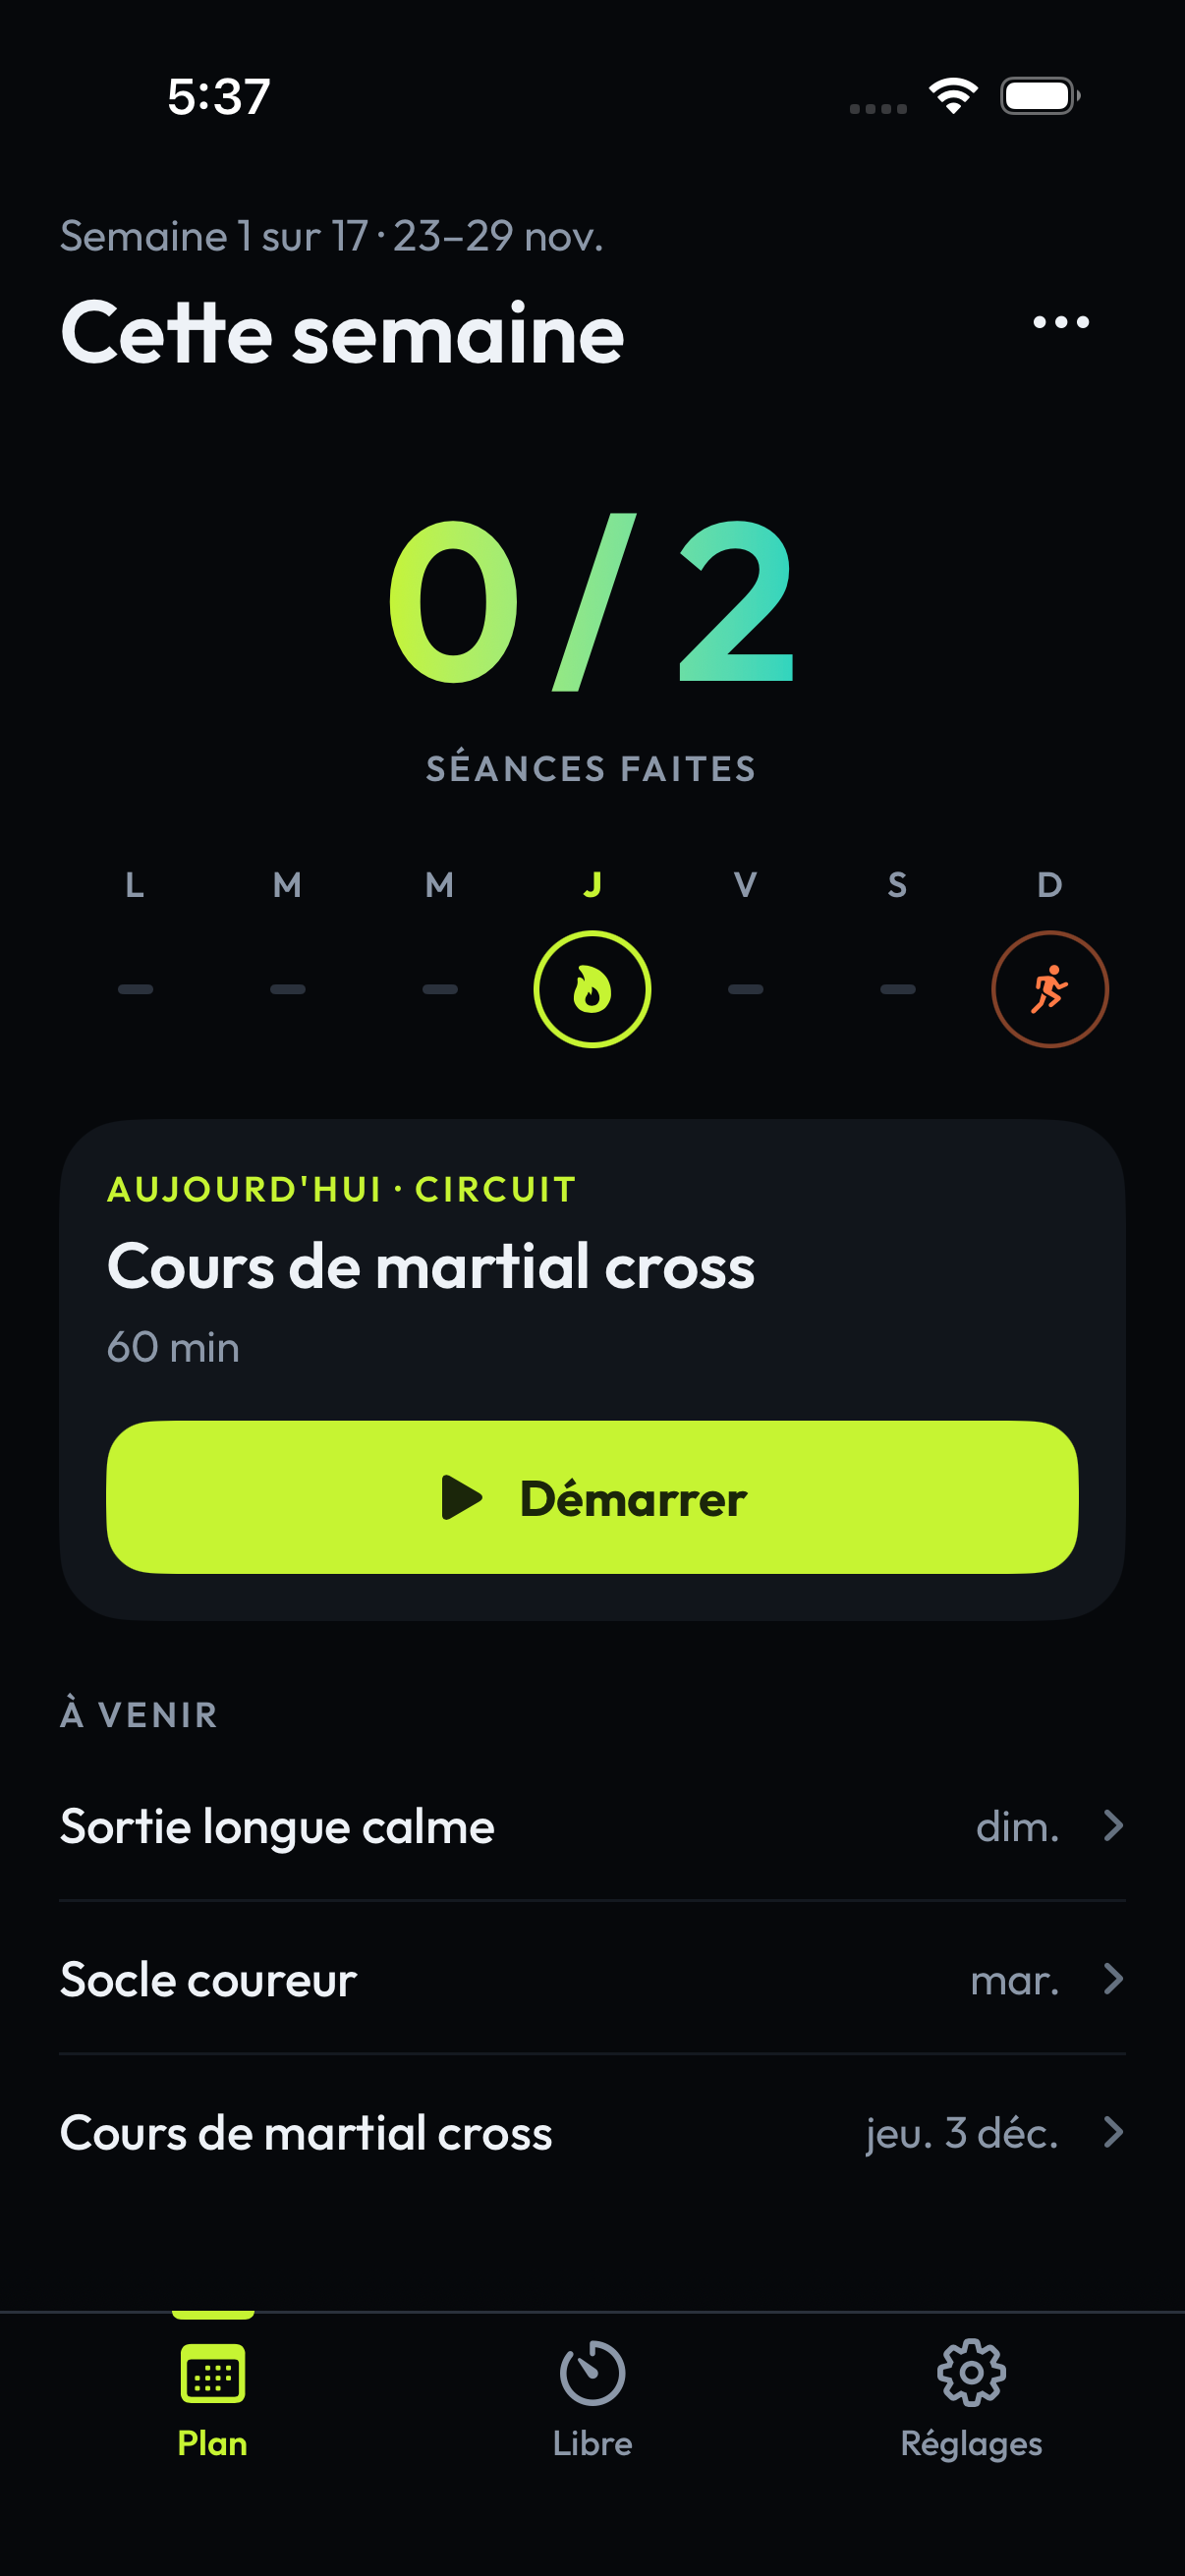 5:37
Semaine 1 sur 17 · 23–29 nov.
Cette semaine
0/2
SÉANCES FAITES
L M M J V S D
AUJOURD'HUI · CIRCUIT
Cours de martial cross
60 min
Démarrer
À VENIR
Sortie longue calme dim.
Socle coureur mar.
Cours de martial cross jeu. 3 déc.
Plan Libre Réglages